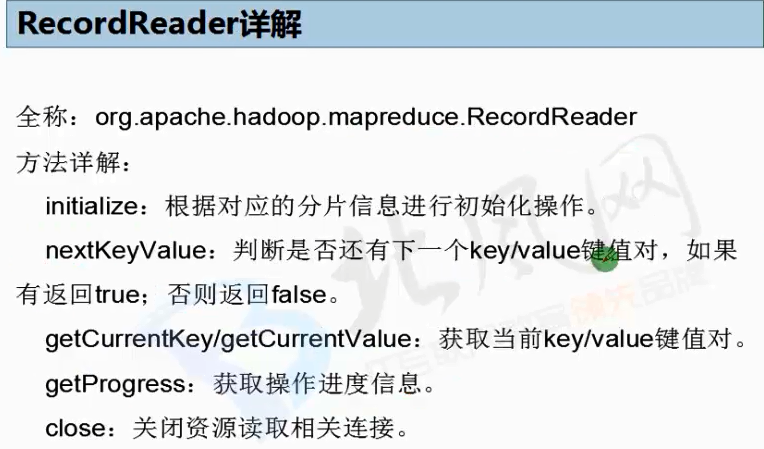 RecordReader详解
全称：org.apache.hadoop.mapreduce.RecordReader
方法详解：
initialize：根据对应的分片信息进行初始化操作。
nextKeyValue：判断是否还有下一个key/value键值对，如果
有返回true；否则返回false。
getCurrentKey/getCurrentValue：获取当前key/value键值对。
getProgress：获取操作进度信息。
close：关闭资源读取相关连接。
北风网